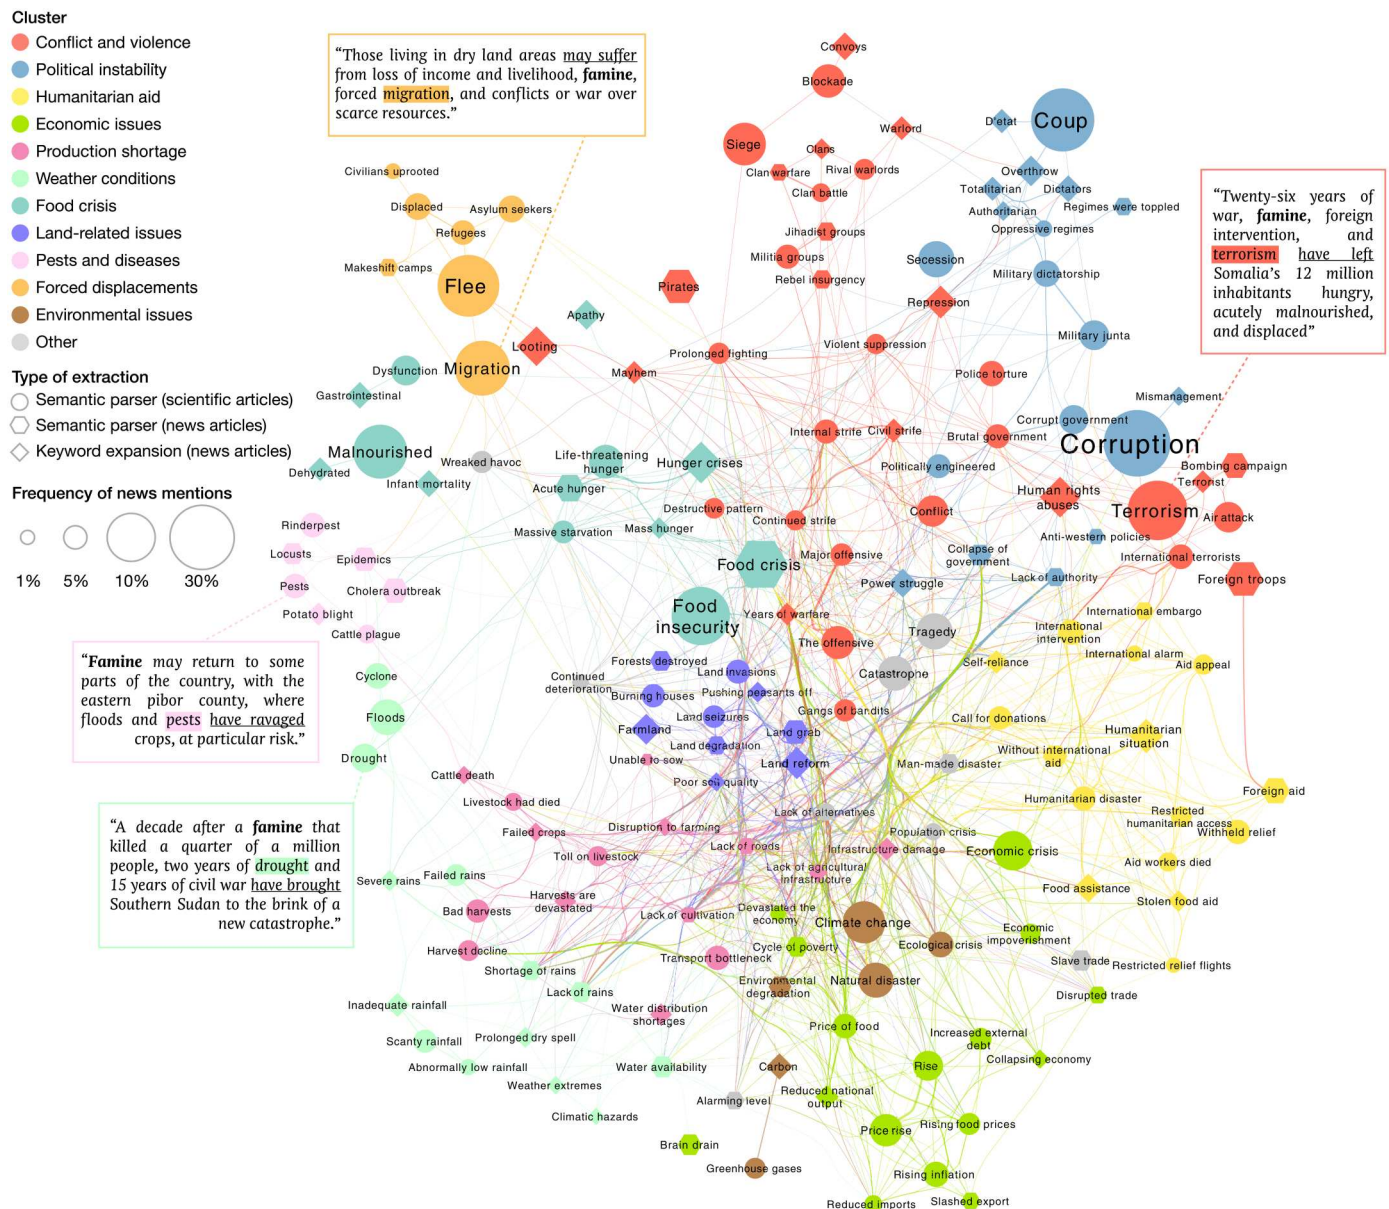 Cluster
Conflict and violence
Political instability
Humanitarian aid
Economic issues
Production shortage
Weather conditions
Food crisis
Land-related issues
Pests and diseases
Forced displacements
Environmental issues
Other
Type of extraction
Semantic parser (scientific articles)
Semantic parser (news articles)
Keyword expansion (news articles)
Frequency of news mentions
1%
5%
10%
30%
“Those living in dry land areas may suffer
from loss of income and livelihood, famine,
forced migration, and conflicts or war over
scarce resources.”
“Twenty-six years of
war, famine, foreign
intervention, and
terrorism have left
Somalia’s 12 million
inhabitants hungry,
acutely malnourished,
and displaced”
“Famine may return to some
parts of the country, with the
eastern pibor county, where
floods and pests have ravaged
crops, at particular risk.”
“A decade after a famine that
killed a quarter of a million
people, two years of drought and
15 years of civil war have brought
Southern Sudan to the brink of a
new catastrophe.”
Convoys
Blockade
Siege
Warlord
Clans
Clan warfare
Rival warlords
Clan battle
Jihadist groups
Militia groups
Rebel insurgency
Pirates
D'etat
Coup
Overthrow
Totalitarian
Dictators
Authoritarian
Regimes were toppled
Oppressive regimes
Secession
Military dictatorship
Repression
Military junta
Civilians uprooted
Displaced
Asylum seekers
Refugees
Makeshift camps
Flee
Apathy
Looting
Migration
Dysfunction
Gastrointestinal
Mayhem
Prolonged fighting
Violent suppression
Police torture
Mismanagement
Corrupt government
Corruption
Internal strife
Civil strife
Brutal government
Politically engineered
Malnourished
Dehydrated
Infant mortality
Wreaked havoc
Life-threatening
hunger
Acute hunger
Hunger crises
Bombing campaign
Terrorist
Human rights
abuses
Terrorism
Air attack
Destructive pattern
Continued strife
Conflict
Massive starvation
Mass hunger
Rinderpest
Locusts
Epidemics
Pests
Cholera outbreak
Potato blight
Cattle plague
Food crisis
Major offensive
Collapse of
government
Anti-western policies
International terrorists
Power struggle
Lack of authority
Foreign troops
Food
insecurity
Years of warfare
The offensive
Tragedy
International embargo
International
intervention
International alarm
Aid appeal
Self-reliance
Catastrophe
Forests destroyed
Land invasions
Continued
deterioration
Burning houses
Pushing peasants off
Cyclone
Floods
Drought
Farmland
Land seizures
Gangs of bandits
Call for donations
Land grab
Land degradation
Humanitarian
situation
Without international
aid
Unable to sow
Land reform
Man-made disaster
Poor soil quality
Cattle death
Livestock had died
Foreign aid
Humanitarian disaster
Restricted
humanitarian access
Withheld relief
Lack of alternatives
Failed crops
Disruption to farming
Population crisis
Lack of roads
Infrastructure damage
Economic crisis
Toll on livestock
Aid workers died
Lack of agricultural
infrastructure
Severe rains
Failed rains
Food assistance
Stolen food aid
Harvests are
devastated
Bad harvests
Lack of cultivation
Devastated the
economy
Climate change
Economic
impoverishment
Harvest decline
Cycle of poverty
Ecological crisis
Transport bottleneck
Shortage of rains
Slave trade
Restricted relief flights
Environmental
degradation
Natural disaster
Lack of rains
Disrupted trade
Inadequate rainfall
Water distribution
shortages
Price of food
Scanty rainfall
Prolonged dry spell
Increased external
debt
Collapsing economy
Abnormally low rainfall
Water availability
Carbon
Rise
Weather extremes
Alarming level
Reduced national
output
Climatic hazards
Price rise
Rising food prices
Brain drain
Greenhouse gases
Rising inflation
Reduced imports
Slashed export